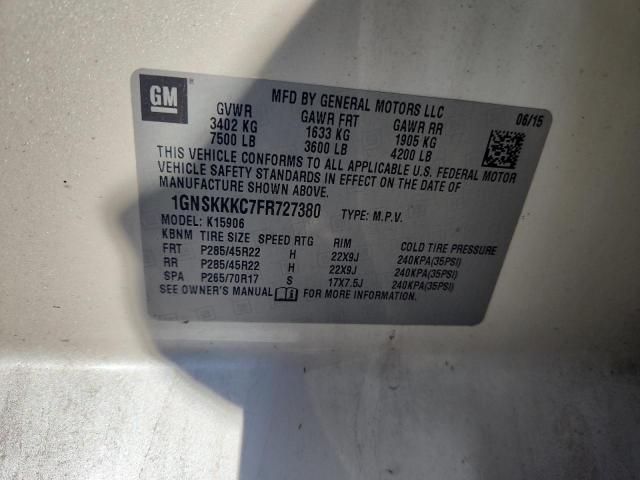 GM
MFD BY GENERAL MOTORS LLC
06/15
GVWR GAWR FRT GAWR RR
3402 KG 1633 KG 1905 KG
7500 LB 3600 LB 4200 LB
THIS VEHICLE CONFORMS TO ALL APPLICABLE U.S. FEDERAL MOTOR
VEHICLE SAFETY STANDARDS IN EFFECT ON THE DATE OF
MANUFACTURE SHOWN ABOVE.
1GNSKKKC7FR727380 TYPE: M.P.V.
MODEL: K15906
KBNM TIRE SIZE SPEED RTG RIM COLD TIRE PRESSURE
FRT P285/45R22 H 22X9J 240KPA(35PSI)
RR P285/45R22 H 22X9J 240KPA(35PSI)
SPA P265/70R17 S 17X7.5J 240KPA(35PSI)
SEE OWNER'S MANUAL FOR MORE INFORMATION.